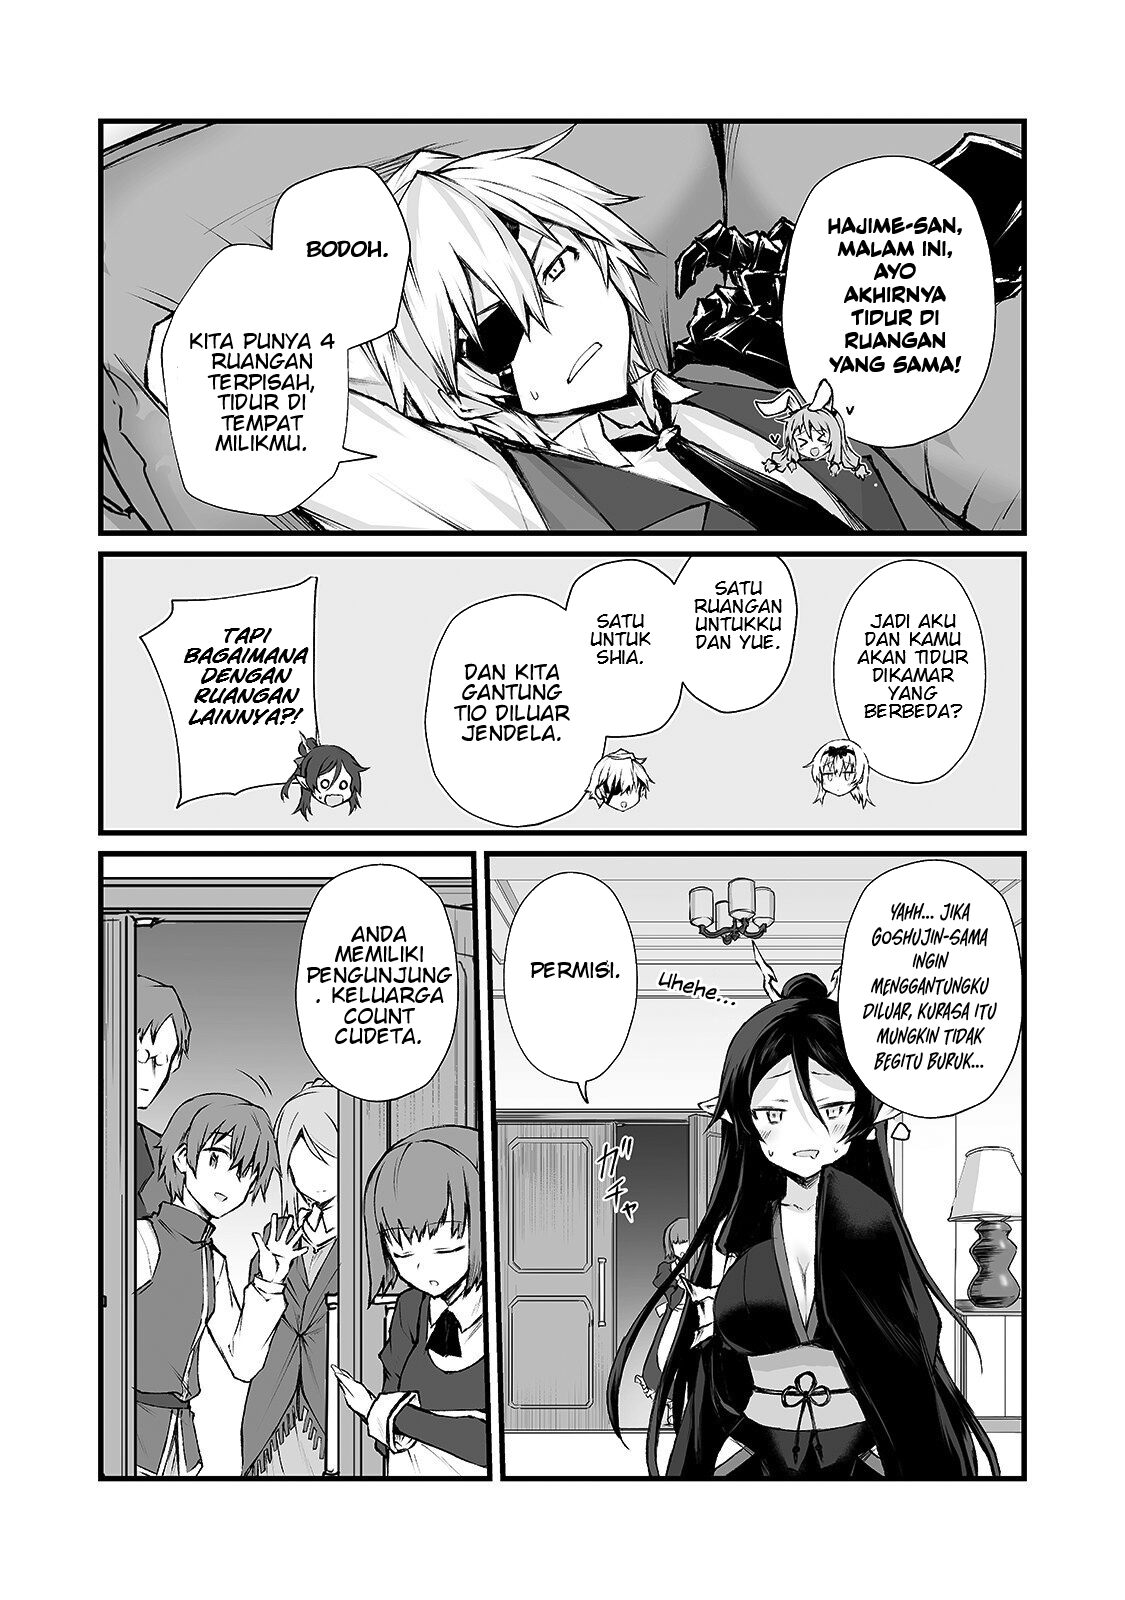 HAJIME-SAN,
MALAM INI,
AYO
AKHIRNYA
TIDUR DI
RUANGAN
YANG SAMA!
BODOH.
KITA PUNYA 4
RUANGAN
TERPISAH,
TIDUR DI
TEMPAT
MILIKMU.
JADI AKU
DAN KAMU
AKAN TIDUR
DIKAMAR
YANG
BERBEDA?
SATU
RUANGAN
UNTUKKU
DAN YUE.
SATU
UNTUK
SHIA.
DAN KITA
GANTUNG
TIO DILUAR
JENDELA.
TAPI
BAGAIMANA
DENGAN
RUANGAN
LAINNYA?!
YAHH... JIKA
GOSHUJIN-SAMA
INGIN
MENGGANTUNGKU
DILUAR, KURASA ITU
MUNGKIN TIDAK
BEGITU BURUK...
Uhehe...
PERMISI.
ガチャ
ANDA
MEMILIKI
PENGUNJUNG
. KELUARGA
COUNT
CUDETA.